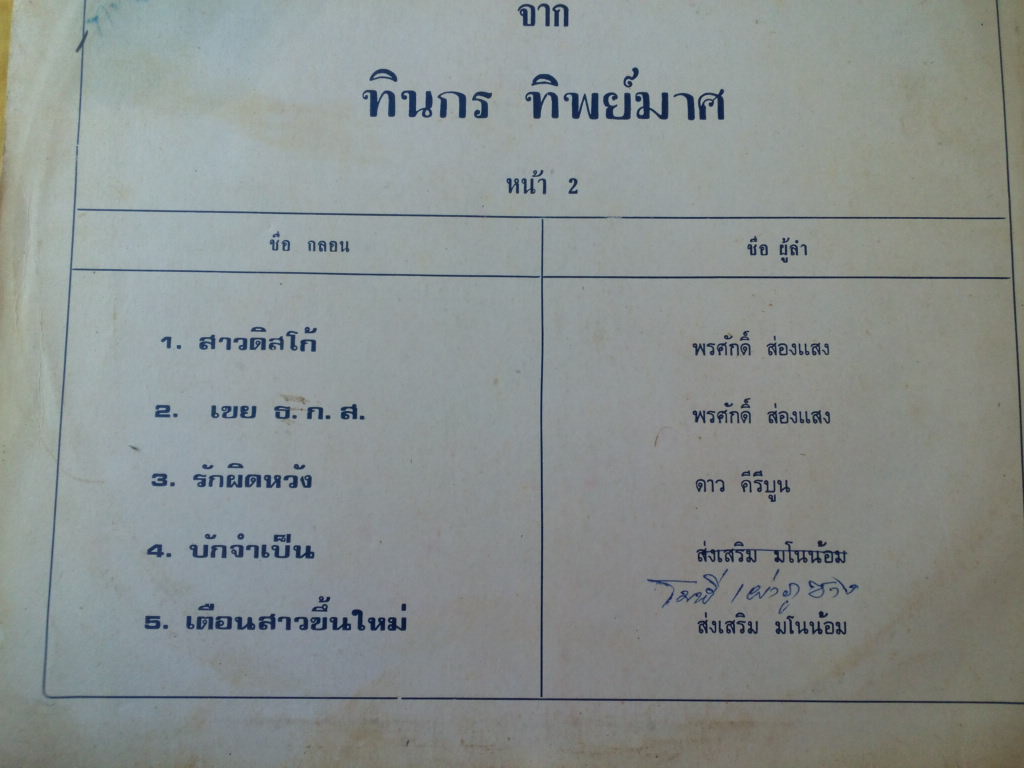 จาก
ทินกร ทิพย์มาศ
หน้า 2
ชื่อ กลอน ชื่อ ผู้ลำ
1. สาวดิสโก้ พรศักดิ์ ส่องแสง
2. เขย ธ.ก.ส. พรศักดิ์ ส่องแสง
3. รักผิดหวัง ดาว คีรีบูน
4. บักจำเป็น ส่งเสริม มโนน้อม
5. เตือนสาวขึ้นใหม่ ส่งเสริม มโนน้อม